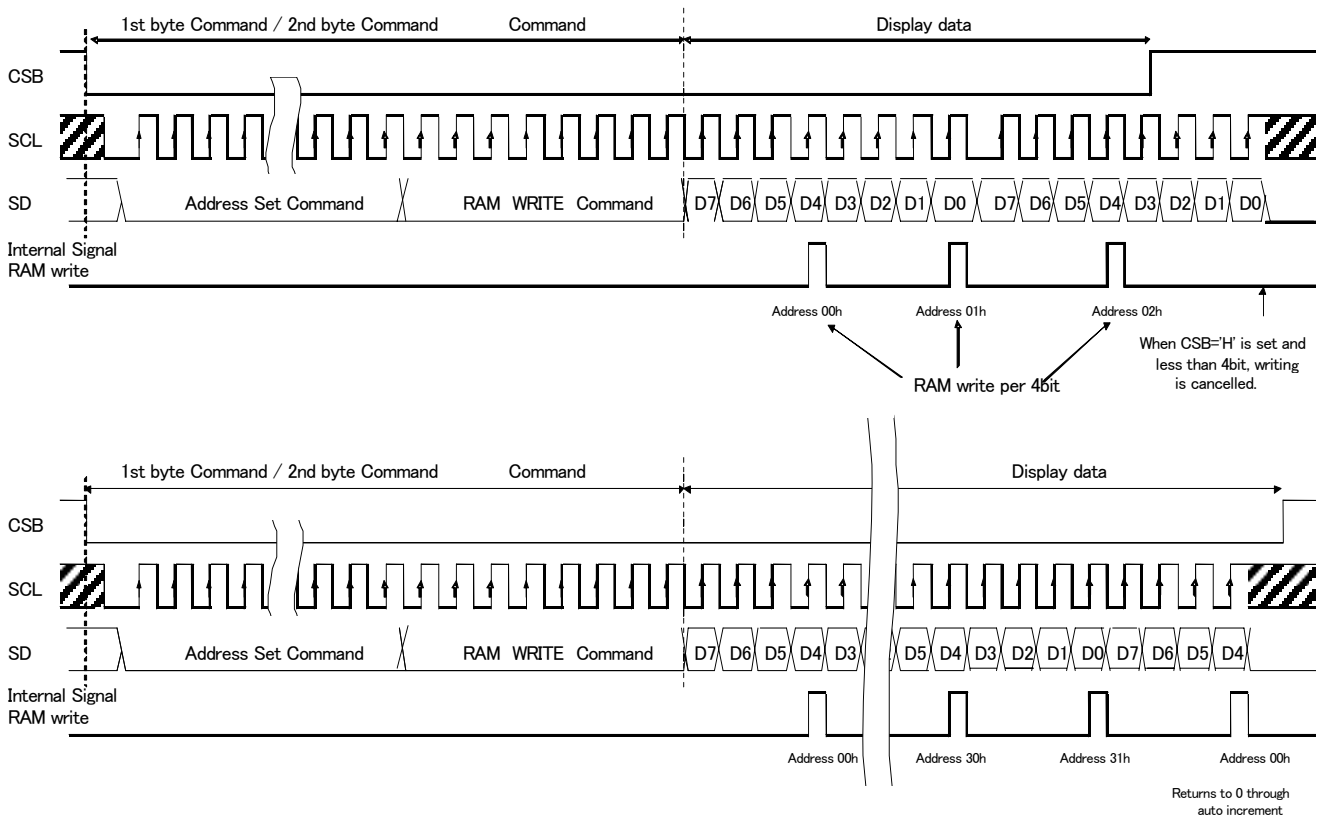 1st byte Command / 2nd byte Command Command Display data
CSB
SCL
SD Address Set Command RAM WRITE Command D7 D6 D5 D4 D3 D2 D1 D0 D7 D6 D5 D4 D3 D2 D1 D0
Internal Signal
RAM write
Address 00h Address 01h Address 02h
When CSB='H' is set and
less than 4bit, writing
is cancelled.
RAM write per 4bit
1st byte Command / 2nd byte Command Command Display data
CSB
SCL
SD Address Set Command RAM WRITE Command D7 D6 D5 D4 D3 D5 D4 D3 D2 D1 D0 D7 D6 D5 D4
Internal Signal
RAM write
Address 00h Address 30h Address 31h Address 00h
Returns to 0 through
auto increment